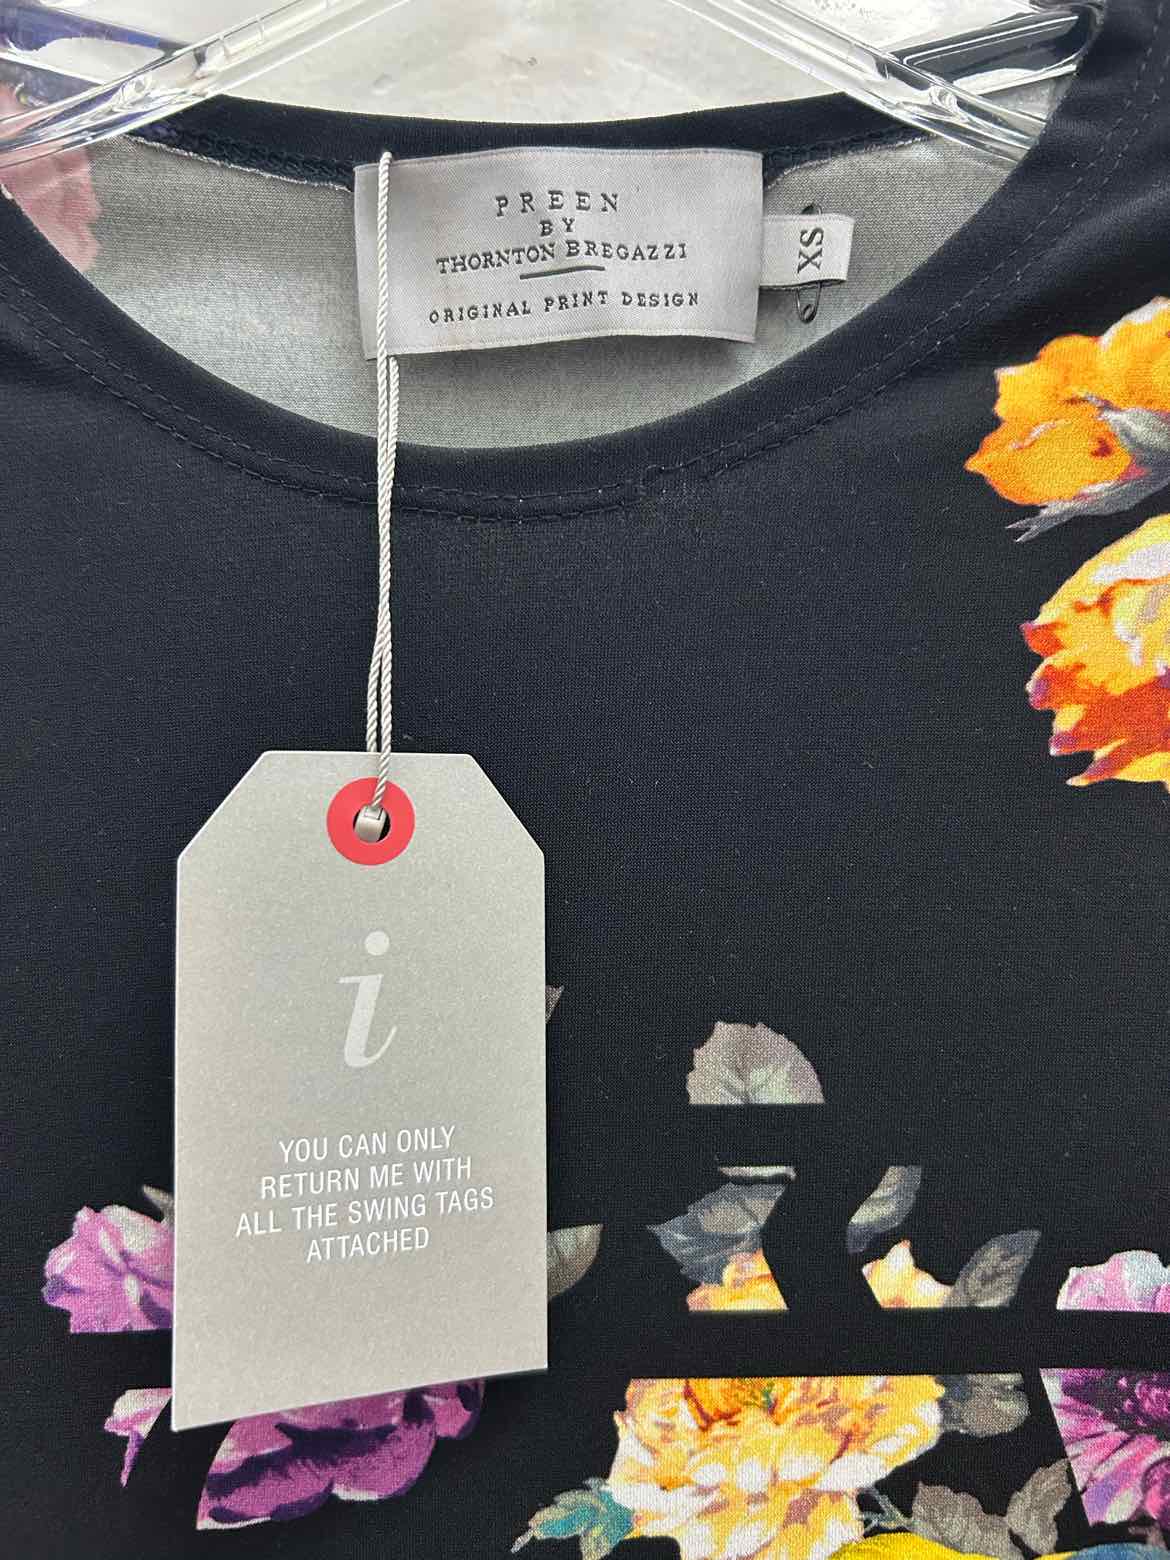 PREEN
BY
THORNTON BREGAZZI
ORIGINAL PRINT DESIGN
XS
i
YOU CAN ONLY
RETURN ME WITH
ALL THE SWING TAGS
ATTACHED